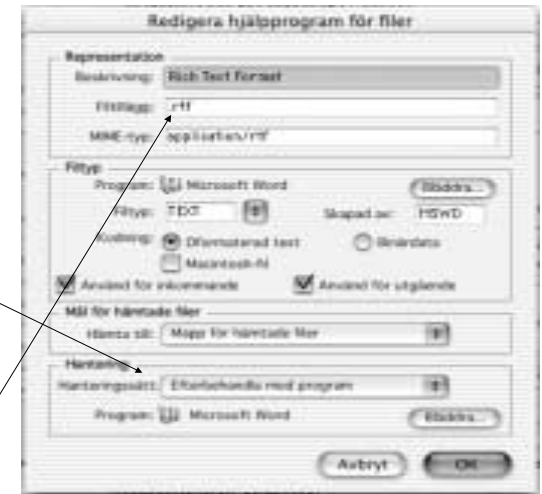 Redigera hjälpprogram för filer
Representation
Beskrivning: Rich Text Format
Filtillägg: .rtf
MIME-typ: application/rtf
Filtyp
Program: Microsoft Word
Bläddra...
Filtyp: TEXT
Skapad av: MSWD
Kodning: Oformaterad text
Binärdata
Macintosh-fil
Använd för inkommande
Använd för utgående
Mål för hämtade filer
Hämta till: Mapp för hämtade filer
Hantering
Hanteringssätt: Efterbehandla med program
Program: Microsoft Word
Bläddra...
Avbryt
OK